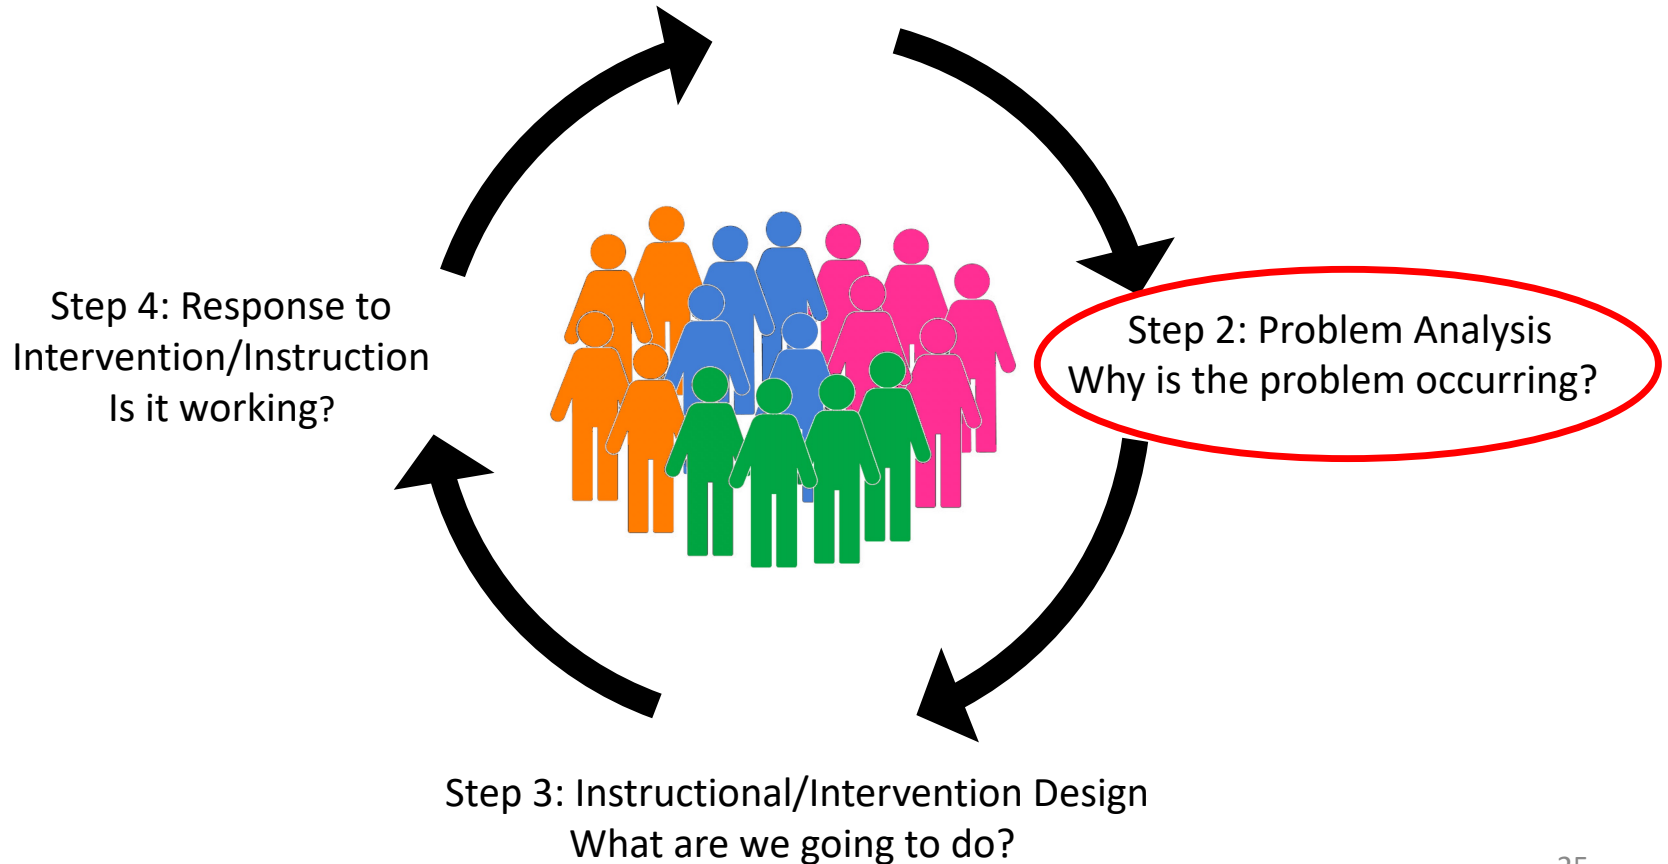 Step 4: Response to
Intervention/Instruction
Is it working?
Step 2: Problem Analysis
Why is the problem occurring?
Step 3: Instructional/Intervention Design
What are we going to do?